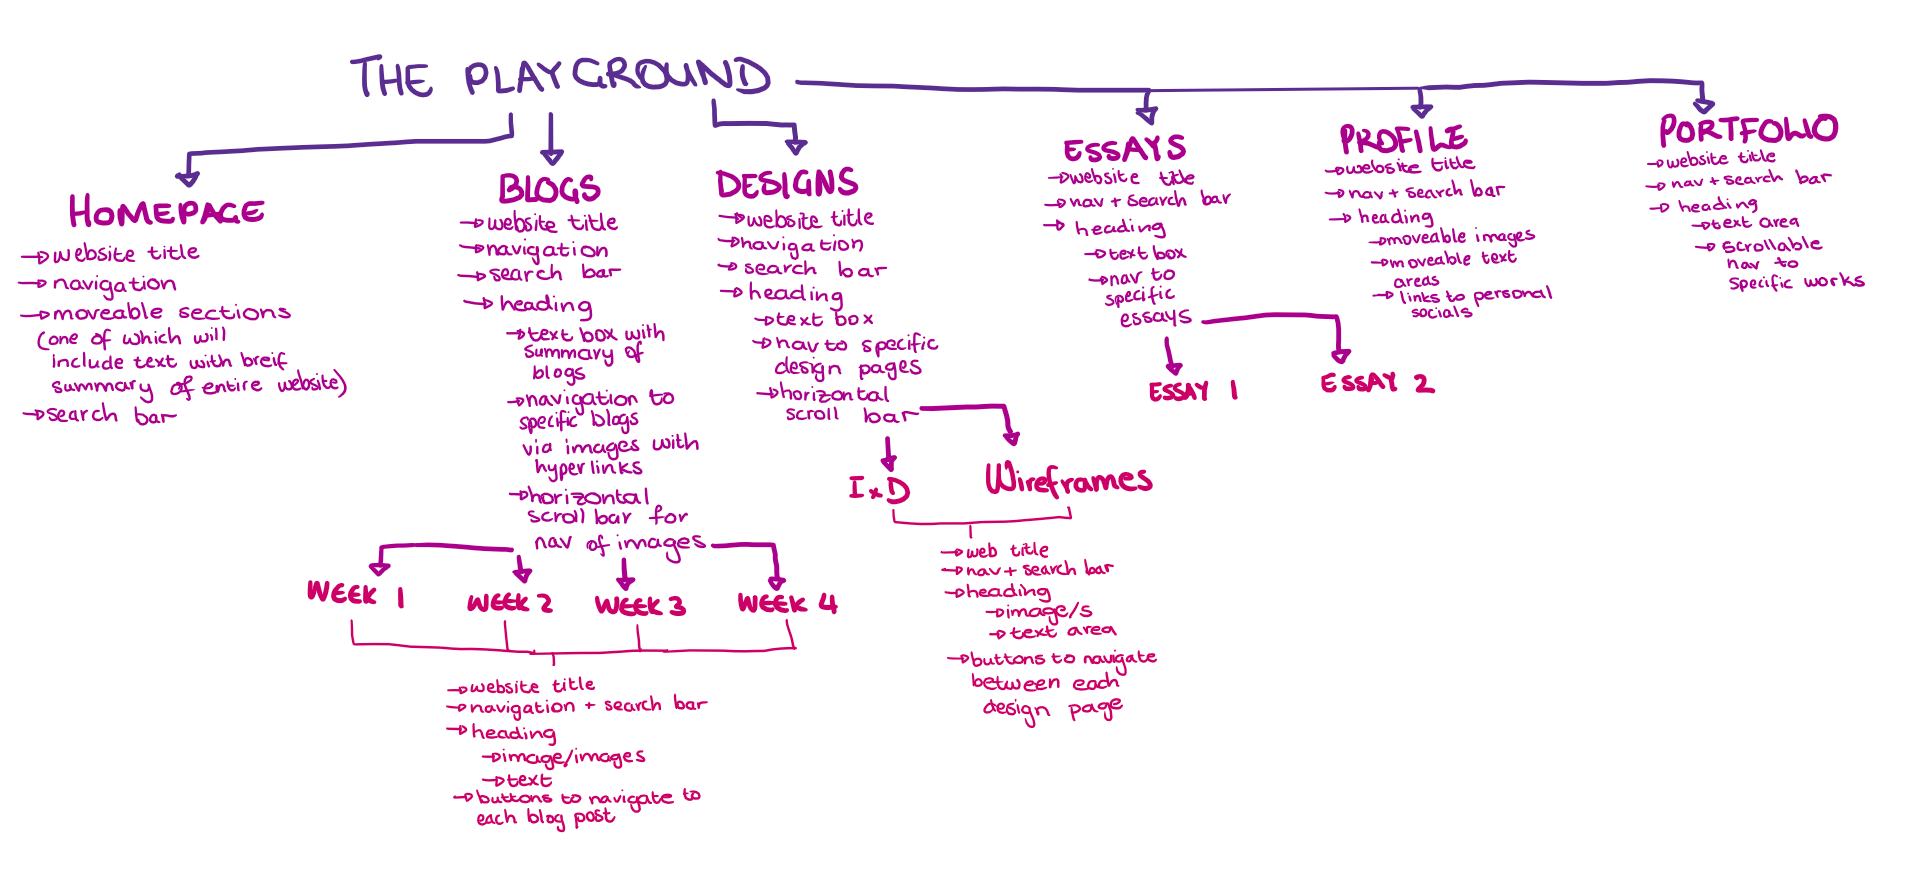 THE PLAYGROUND
HOMEPAGE
→ website title
→ navigation
→ moveable sections
(one of which will
include text with breif
summary of entire website)
→ search bar
BLOGS
→ website title
→ navigation
→ search bar
→ heading
→ text box with
summary of
blogs
→ navigation to
specific blogs
via images with
hyperlinks
→ horizontal
scroll bar for
nav of images
WEEK 1
WEEK 2
WEEK 3
WEEK 4
→ website title
→ navigation + search bar
→ heading
→ image/images
→ text
→ buttons to navigate to
each blog post
DESIGNS
→ website title
→ navigation
→ search bar
→ heading
→ text box
→ nav to specific
design pages
→ horizontal
scroll bar
IxD
Wireframes
→ web title
→ nav + search bar
→ heading
→ image/s
→ text area
→ buttons to navigate
between each
design page
ESSAYS
→ website title
→ nav + search bar
→ heading
→ text box
→ nav to
specific
essays
ESSAY 1
ESSAY 2
PROFILE
→ website title
→ nav + search bar
→ heading
→ moveable images
→ moveable text
areas
→ links to personal
socials
PORTFOLIO
→ website title
→ nav + search bar
→ heading
→ text area
→ scrollable
nav to
specific works